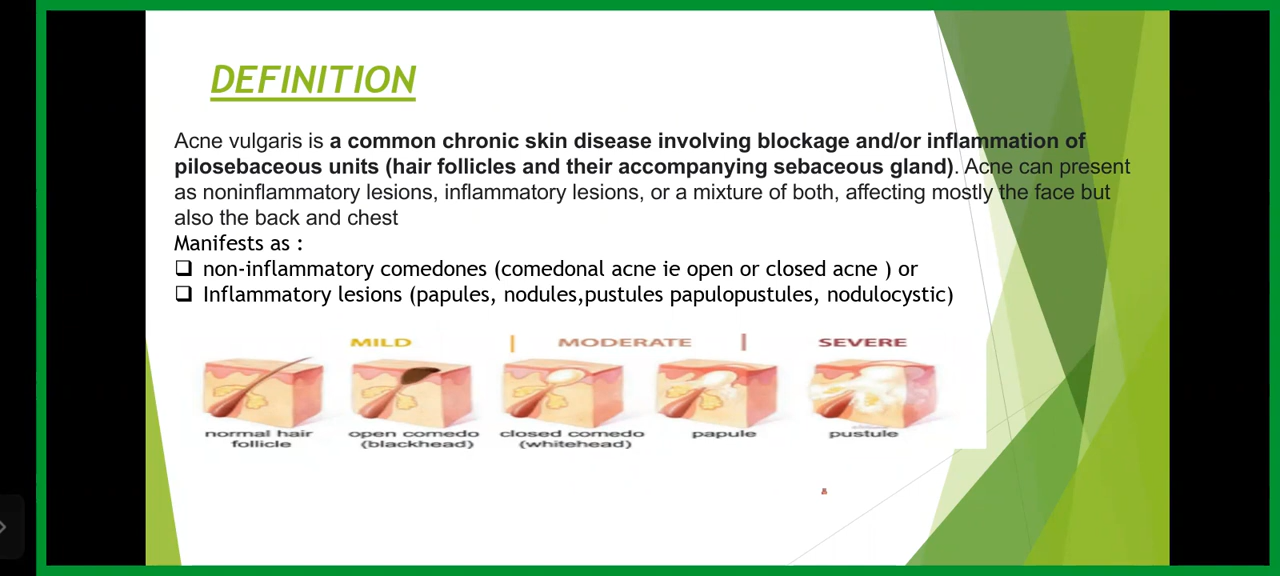 DEFINITION
Acne vulgaris is a common chronic skin disease involving blockage and/or inflammation of
pilosebaceous units (hair follicles and their accompanying sebaceous gland). Acne can present
as noninflammatory lesions, inflammatory lesions, or a mixture of both, affecting mostly the face but
also the back and chest
Manifests as :
❑ non-inflammatory comedones (comedonal acne ie open or closed acne ) or
❑ Inflammatory lesions (papules, nodules,pustules papulopustules, nodulocystic)
MILD | MODERATE | SEVERE
normal hair follicle
open comedo (blackhead)
closed comedo (whitehead)
papule
pustule